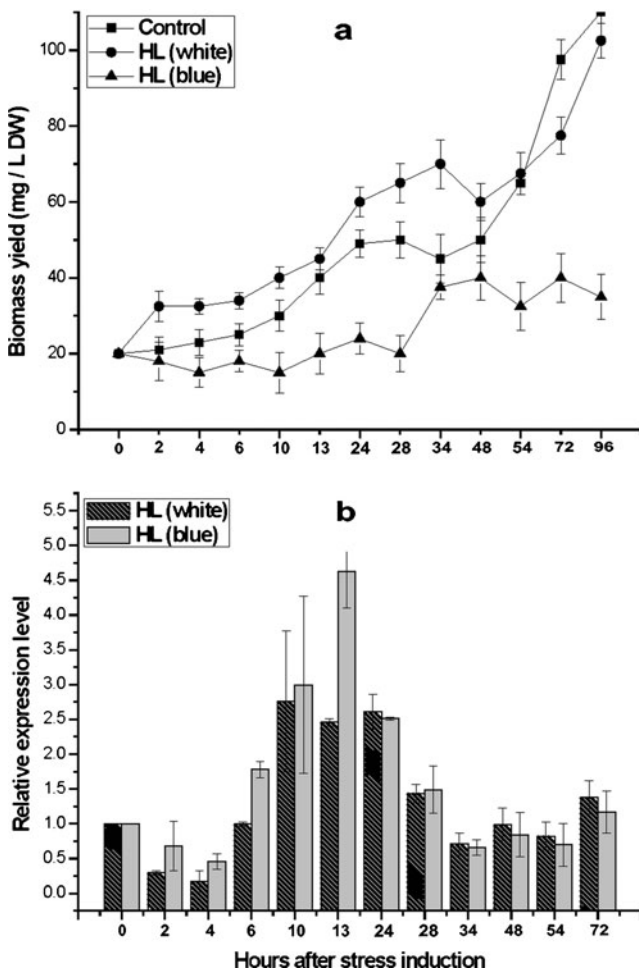 a
Control
HL (white)
HL (blue)
Biomass yield (mg / L DW)
100
80
60
40
20
0
0 2 4 6 10 13 24 28 34 48 54 72 96
b
HL (white)
HL (blue)
Relative expression level
5.5
5.0
4.5
4.0
3.5
3.0
2.5
2.0
1.5
1.0
0.5
0.0
0 2 4 6 10 13 24 28 34 48 54 72
Hours after stress induction